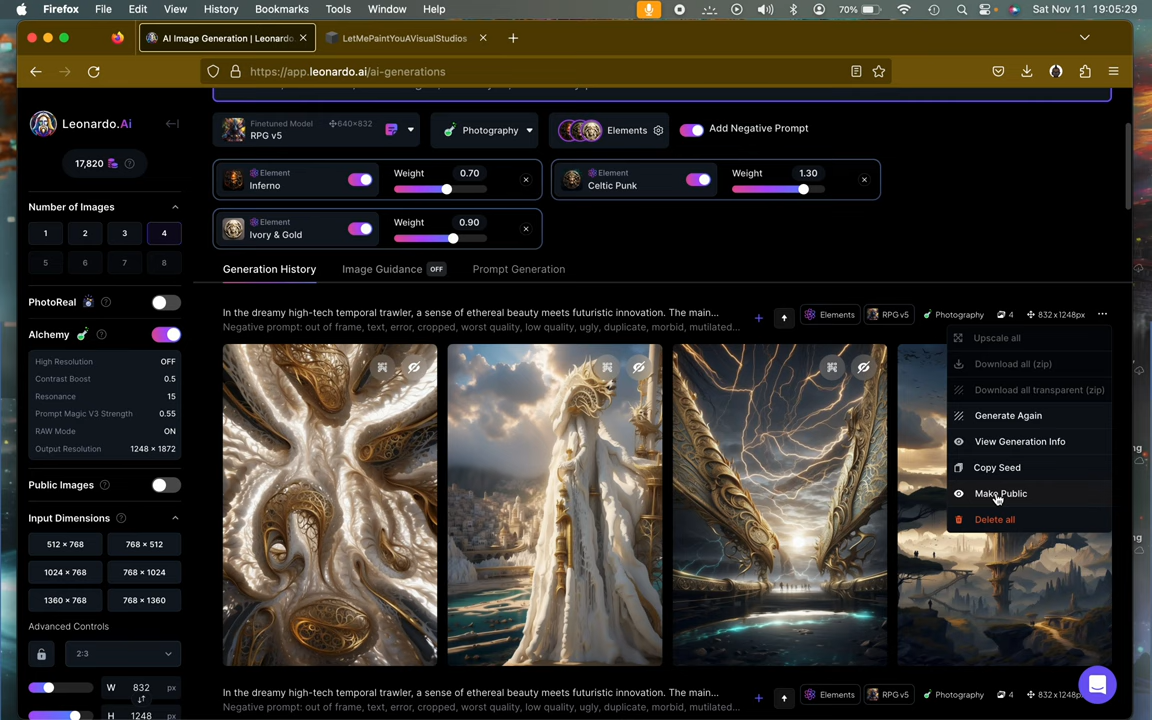 Firefox File Edit View History Bookmarks Tools Window Help 70% Sat Nov 11 19:05:29
AI Image Generation | Leonardo LetMePaintYouAVisualStudios
https://app.leonardo.ai/ai-generations
Leonardo.Ai
17,820
Number of Images
1 2 3 4
5 6 7 8
PhotoReal
Alchemy
High Resolution OFF
Contrast Boost 0.5
Resonance 15
Prompt Magic V3 Strength 0.55
RAW Mode ON
Output Resolution 1248 × 1872
Public Images
Input Dimensions
512 × 768 768 × 512
1024 × 768 768 × 1024
1360 × 768 768 × 1360
Advanced Controls
2:3
W 832 px
H 1248 px
Finetuned Model 640×832
RPG v5
Photography
Elements
Add Negative Prompt
Element
Inferno
Weight 0.70
Element
Celtic Punk
Weight 1.30
Element
Ivory & Gold
Weight 0.90
Generation History Image Guidance OFF Prompt Generation
In the dreamy high-tech temporal trawler, a sense of ethereal beauty meets futuristic innovation. The main...
Negative prompt: out of frame, text, error, cropped, worst quality, low quality, ugly, duplicate, morbid, mutilated...
Elements RPG v5 Photography 4 832 x 1248px
Upscale all
Download all (zip)
Download all transparent (zip)
Generate Again
View Generation Info
Copy Seed
Make Public
Delete all
In the dreamy high-tech temporal trawler, a sense of ethereal beauty meets futuristic innovation. The main...
Negative prompt: out of frame, text, error, cropped, worst quality, low quality, ugly, duplicate, morbid, mutilated...
Elements RPG v5 Photography 4 832 x 1248p